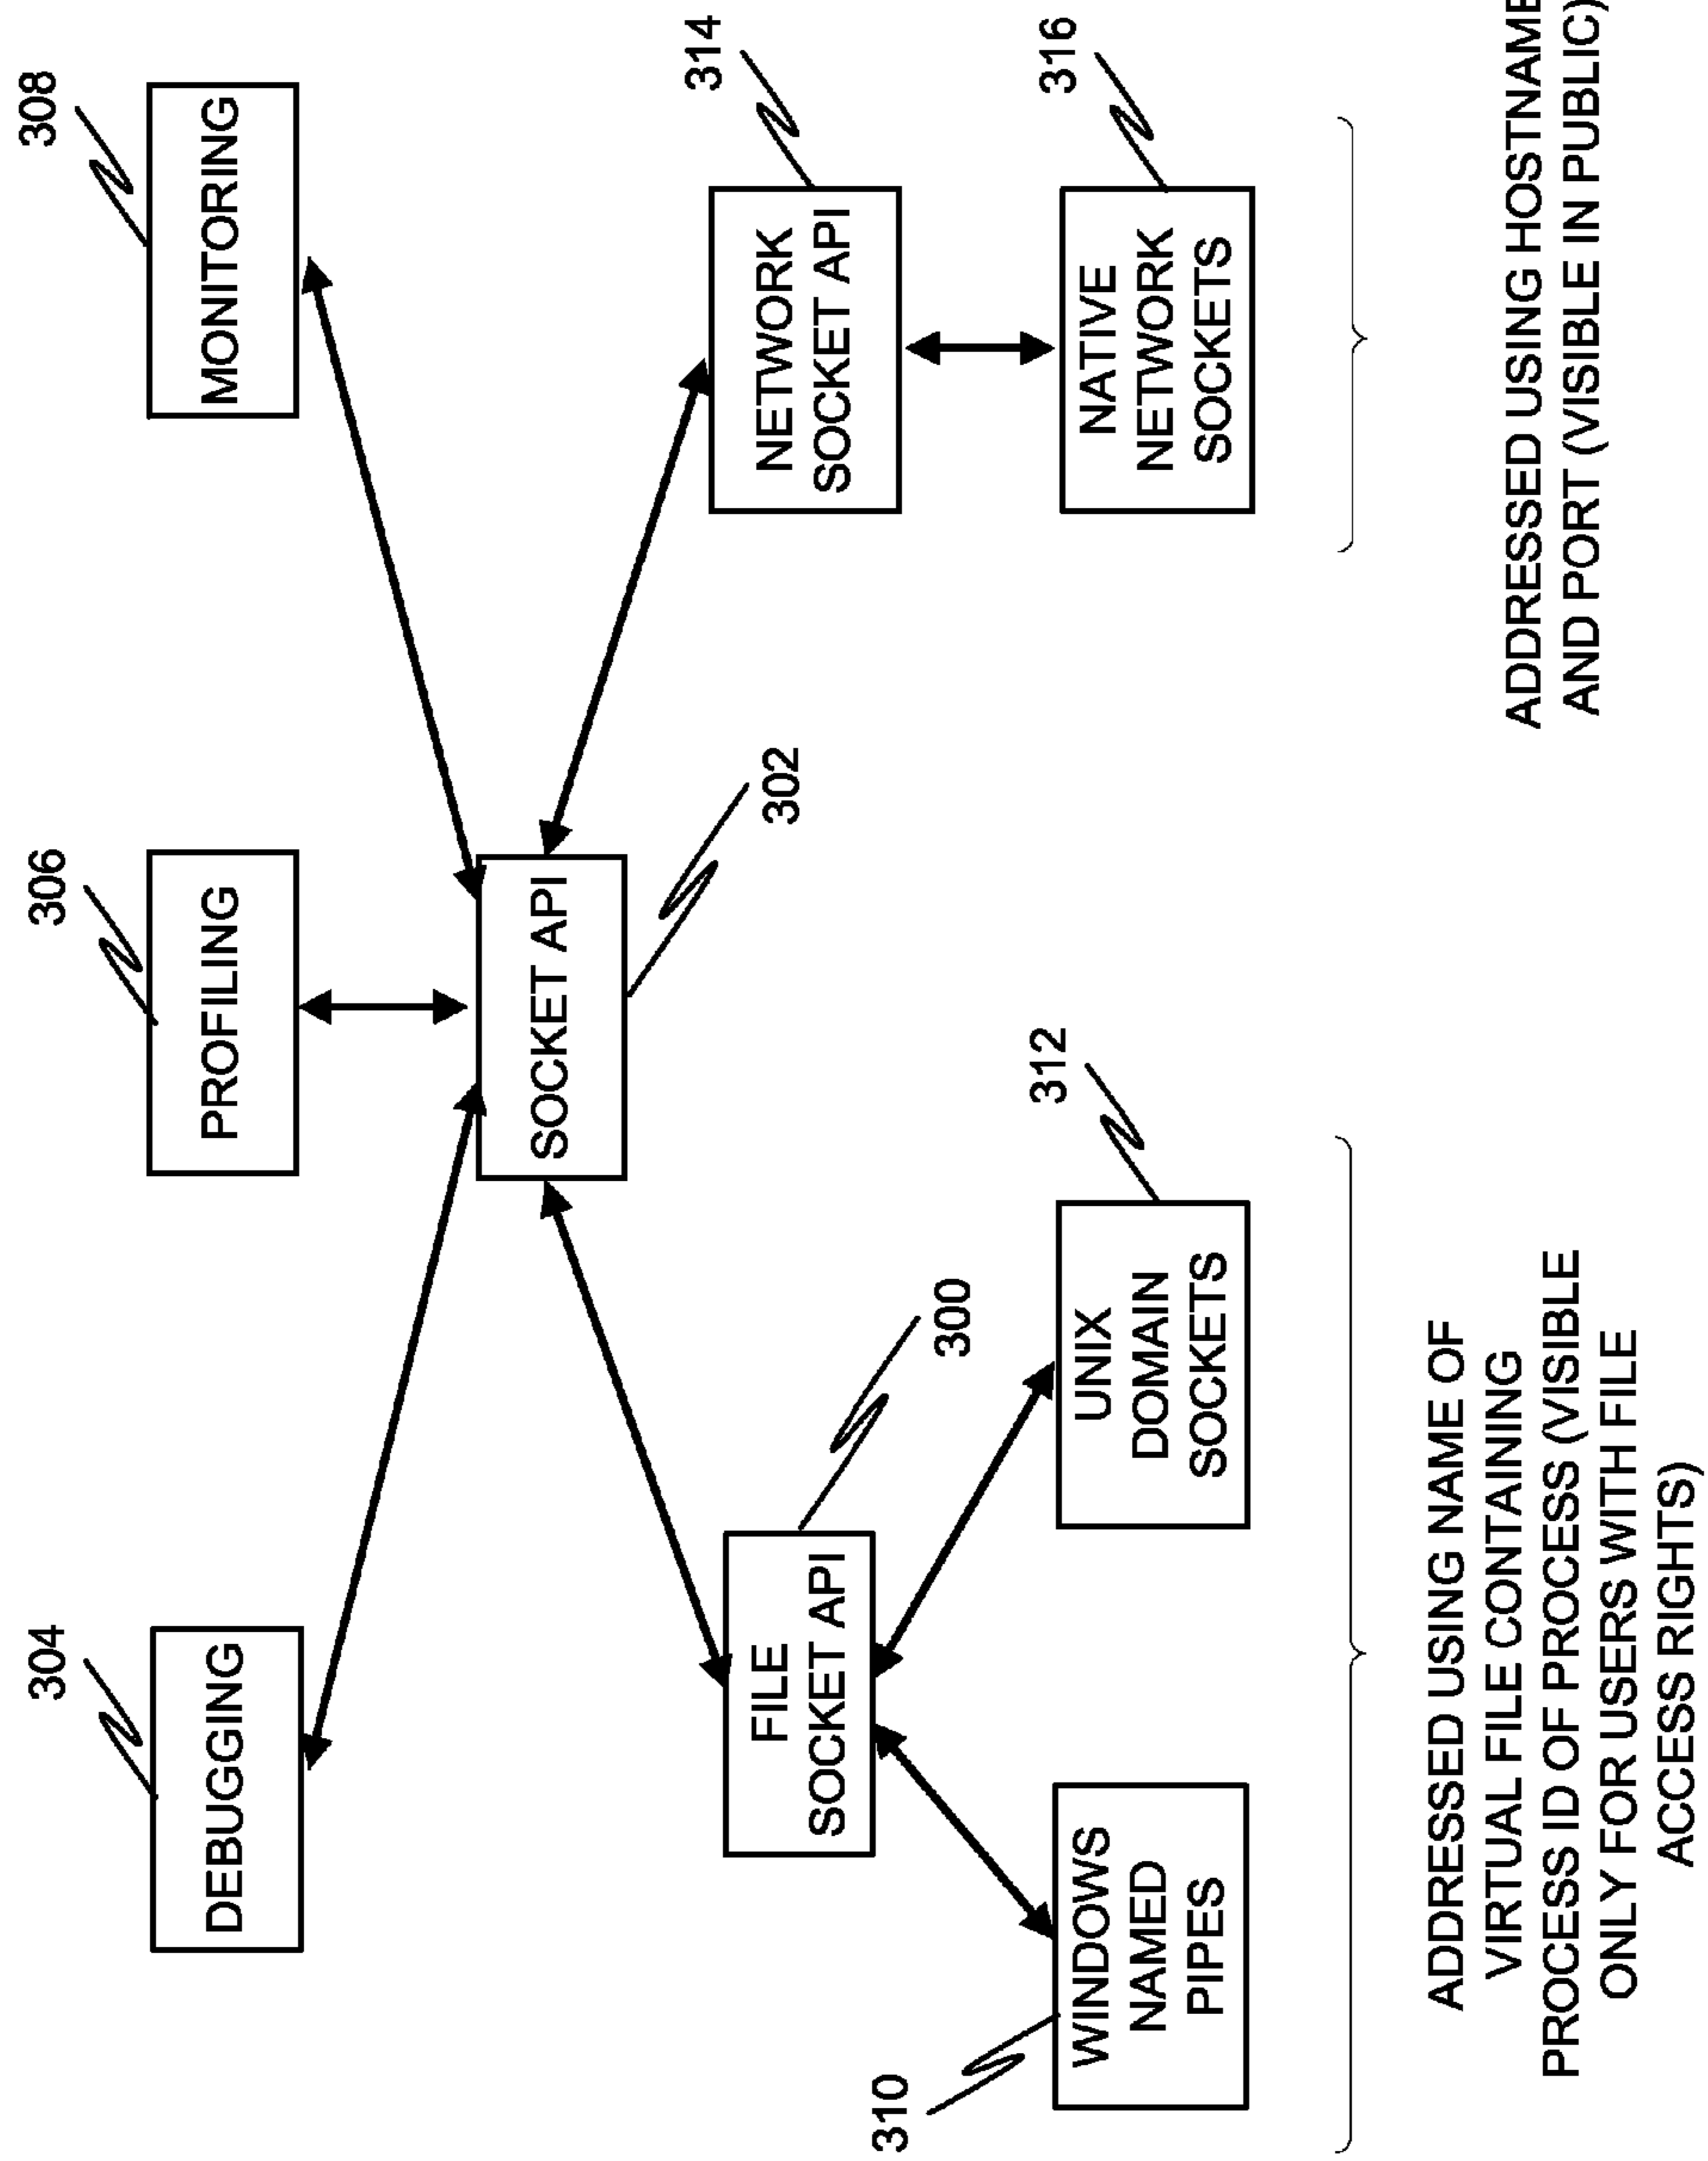 304
306
308
DEBUGGING
PROFILING
MONITORING
SOCKET API
302
300
314
FILE
SOCKET API
NETWORK
SOCKET API
310
312
316
WINDOWS
NAMED
PIPES
UNIX
DOMAIN
SOCKETS
NATIVE
NETWORK
SOCKETS
ADDRESSED USING NAME OF
VIRTUAL FILE CONTAINING
PROCESS ID OF PROCESS (VISIBLE
ONLY FOR USERS WITH FILE
ACCESS RIGHTS)
ADDRESSED USING HOSTNAME
AND PORT (VISIBLE IN PUBLIC)